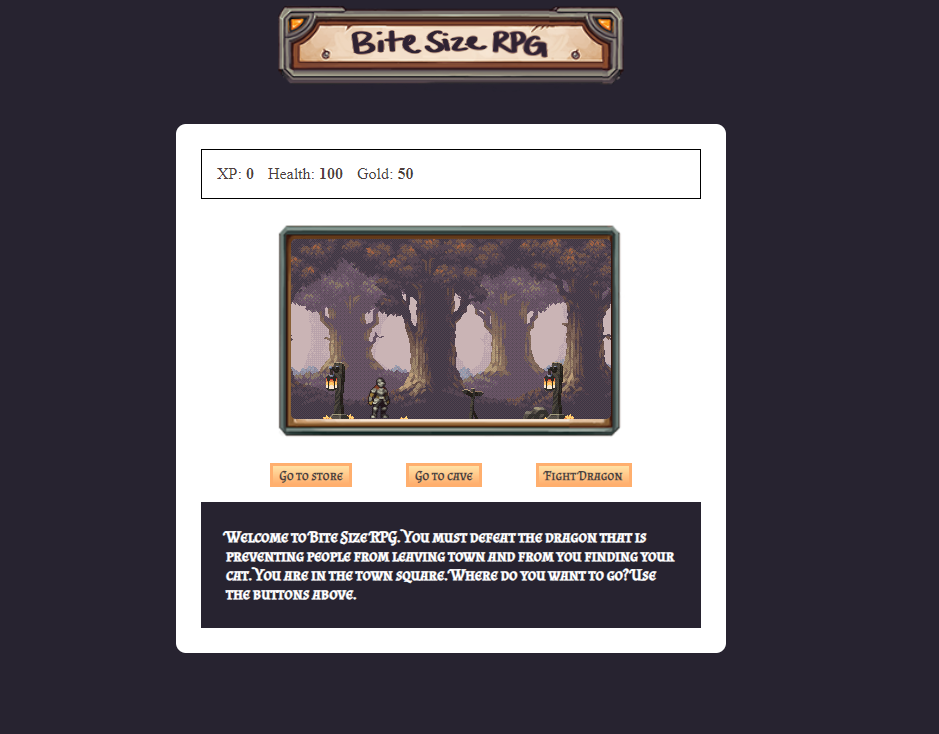 Bite Size RPG
XP: 0 Health: 100 Gold: 50
Go to store Go to cave Fight Dragon
Welcome to Bite Size RPG. You must defeat the dragon that is
preventing people from leaving town and from you finding your
cat. You are in the town square. Where do you want to go? Use
the buttons above.